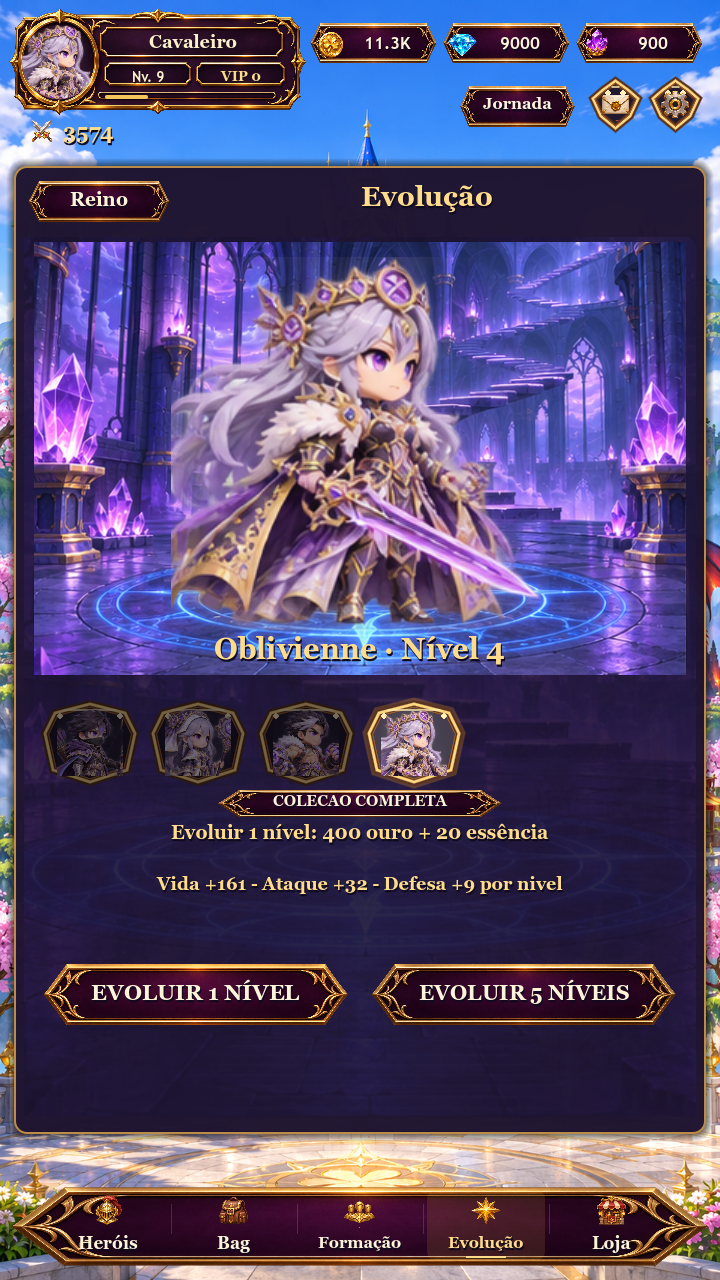 Cavaleiro
Nv. 9
VIP 0
11.3K
9000
900
Jornada
3574
Reino
Evolução
Oblivienne · Nível 4
COLECAO COMPLETA
Evoluir 1 nível: 400 ouro + 20 essência
Vida +161 - Ataque +32 - Defesa +9 por nivel
EVOLUIR 1 NÍVEL
EVOLUIR 5 NÍVEIS
Heróis
Bag
Formação
Evolução
Loja